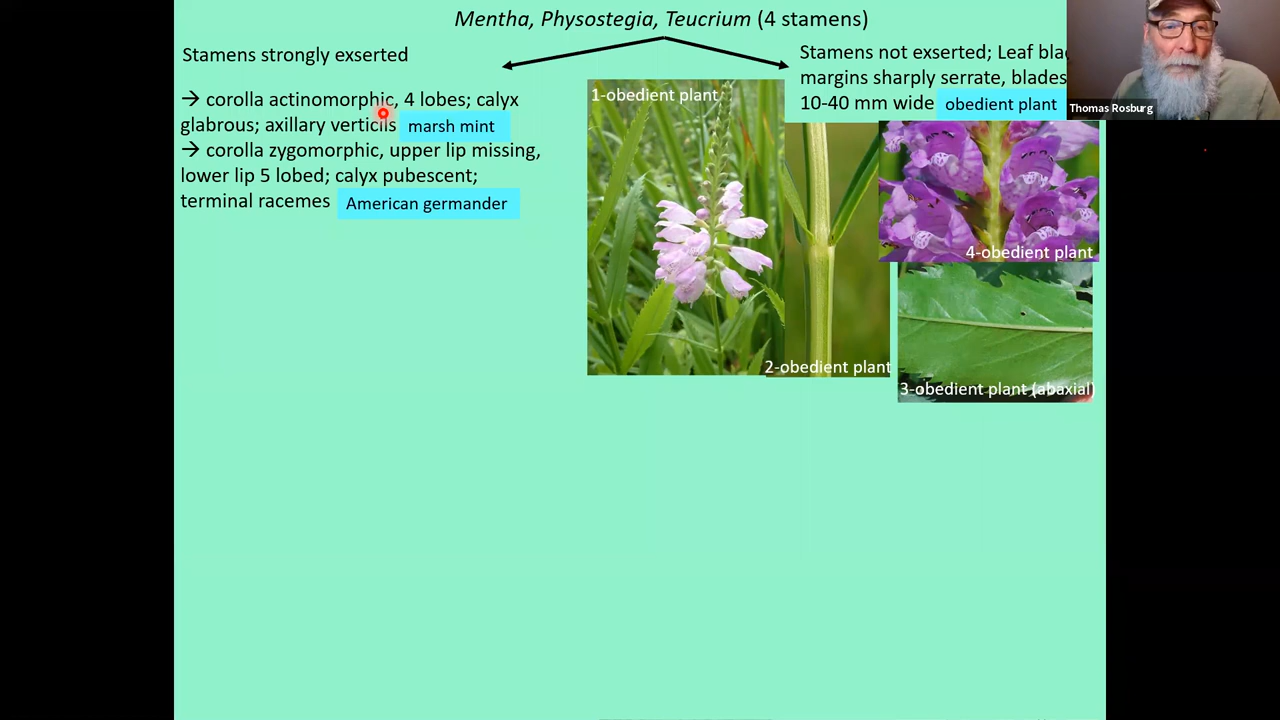 Mentha, Physostegia, Teucrium (4 stamens)
Stamens strongly exserted
→ corolla actinomorphic, 4 lobes; calyx
glabrous; axillary verticils marsh mint
→ corolla zygomorphic, upper lip missing,
lower lip 5 lobed; calyx pubescent;
terminal racemes American germander
Stamens not exserted; Leaf
margins sharply serrate, blades
10-40 mm wide obedient plant
Thomas Rosburg
1-obedient plant
2-obedient plant
4-obedient plant
3-obedient plant (abaxial)